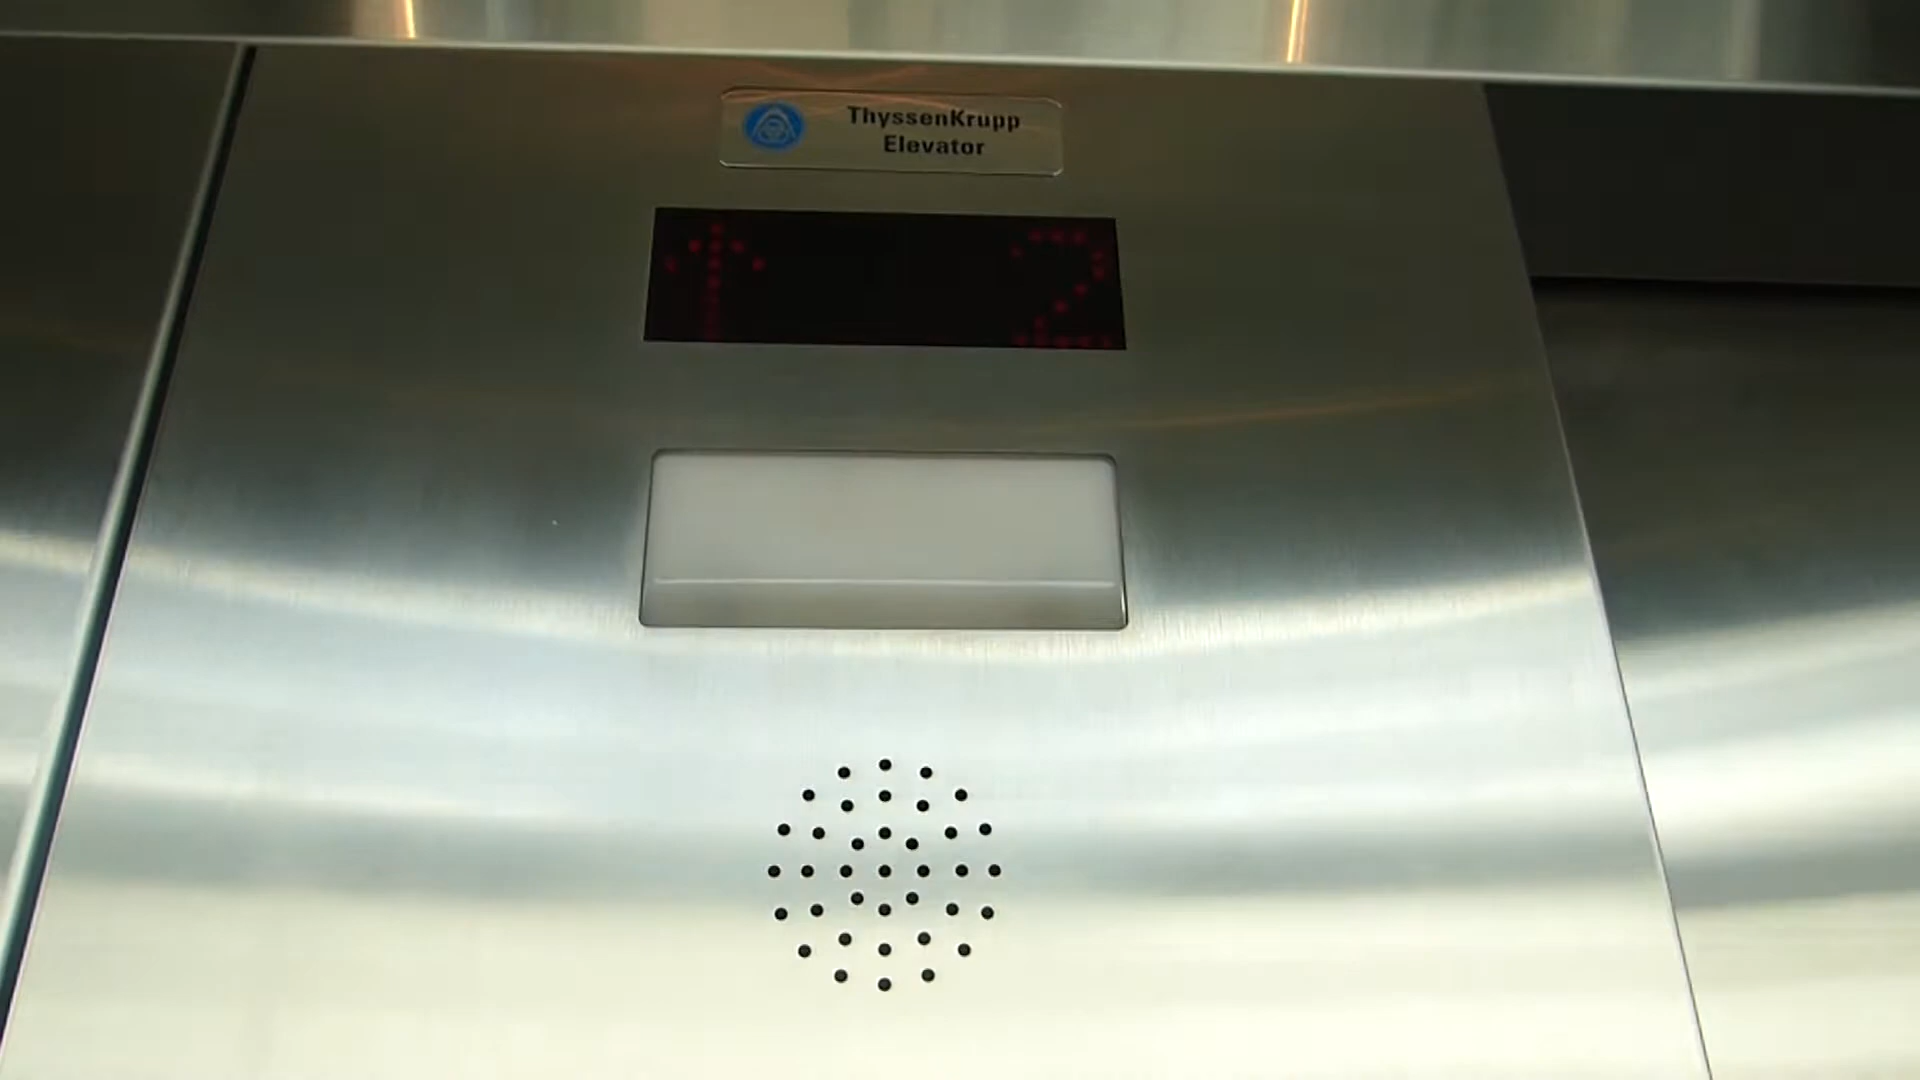 ThyssenKrupp
Elevator
↑ 2